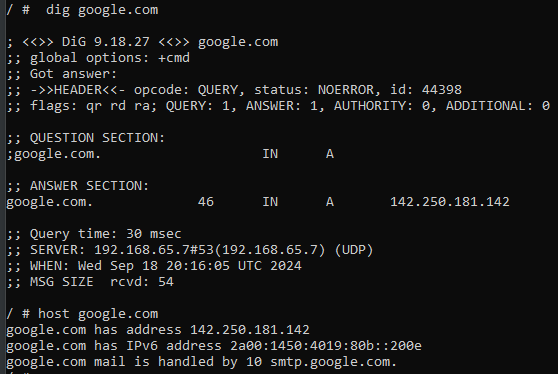 / #  dig google.com
; <<>> DiG 9.18.27 <<>> google.com
;; global options: +cmd
;; Got answer:
;; ->>HEADER<<- opcode: QUERY, status: NOERROR, id: 44398
;; flags: qr rd ra; QUERY: 1, ANSWER: 1, AUTHORITY: 0, ADDITIONAL: 0
;; QUESTION SECTION:
;google.com.                    IN      A
;; ANSWER SECTION:
google.com.             46      IN      A       142.250.181.142
;; Query time: 30 msec
;; SERVER: 192.168.65.7#53(192.168.65.7) (UDP)
;; WHEN: Wed Sep 18 20:16:05 UTC 2024
;; MSG SIZE  rcvd: 54
/ # host google.com
google.com has address 142.250.181.142
google.com has IPv6 address 2a00:1450:4019:80b::200e
google.com mail is handled by 10 smtp.google.com.